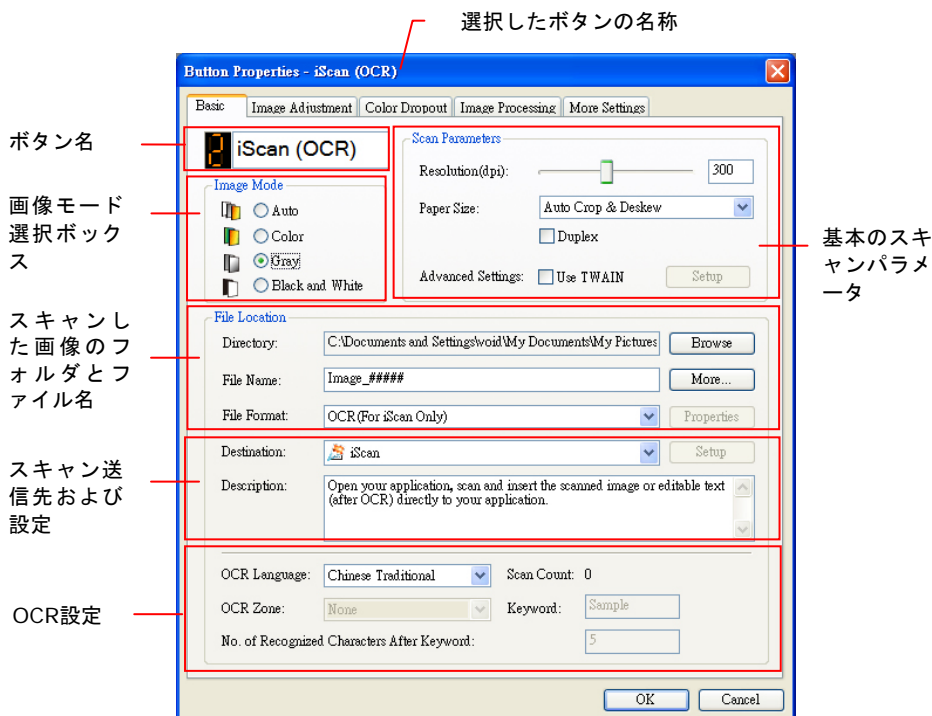 選択したボタンの名称
Button Properties - iScan (OCR)
Basic Image Adjustment Color Dropout Image Processing More Settings
ボタン名
2 iScan (OCR)
画像モード
選択ボック
ス
Image Mode
Auto
Color
Gray
Black and White
Scan Parameters
Resolution(dpi): 300
Paper Size: Auto Crop & Deskew
Duplex
Advanced Settings: Use TWAIN Setup
基本のスキ
ャンパラメ
ータ
スキャンし
た画像のフ
ォルダとフ
ァイル名
File Location
Directory: C:\Documents and Settings\void\My Documents\My Pictures Browse
File Name: Image_##### More...
File Format: OCR(For iScan Only) Properties
スキャン送
信先および
設定
Destination: iScan Setup
Description: Open your application, scan and insert the scanned image or editable text
(after OCR) directly to your application.
OCR設定
OCR Language: Chinese Traditional Scan Count: 0
OCR Zone: None Keyword: Sample
No. of Recognized Characters After Keyword: 5
OK Cancel